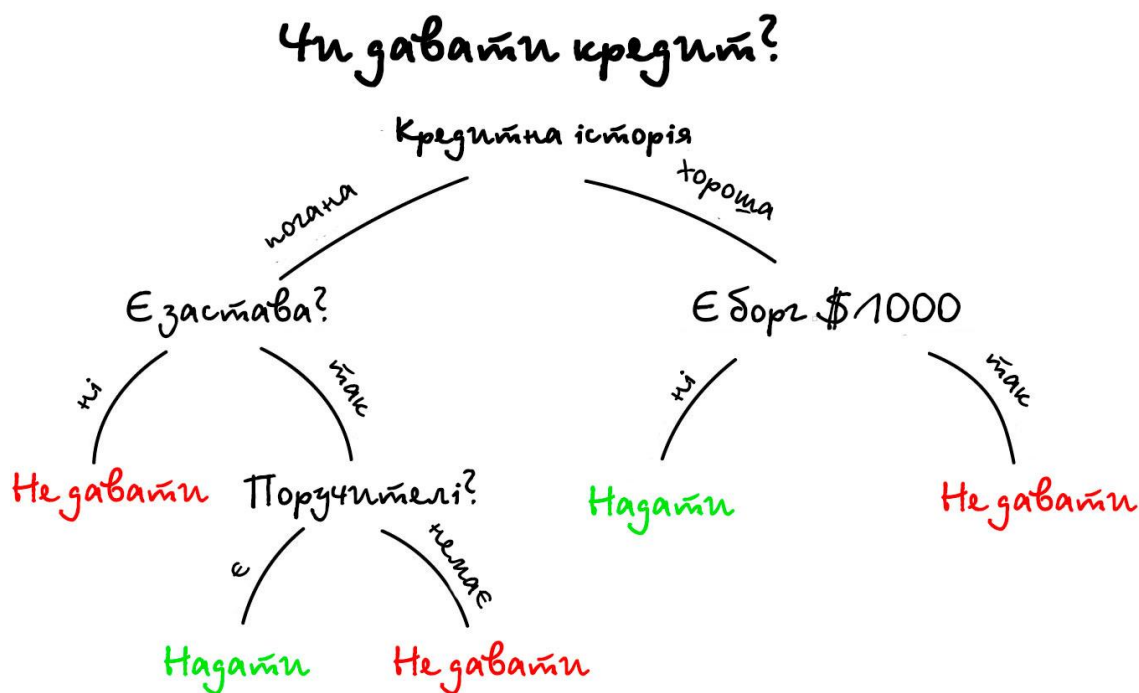 Чи давати кредит?
Кредитна історія
погана
хороша
Є застава?
Є борг $1000
ні
так
ні
так
Не давати
Поручителі?
Надати
Не давати
є
немає
Надати
Не давати